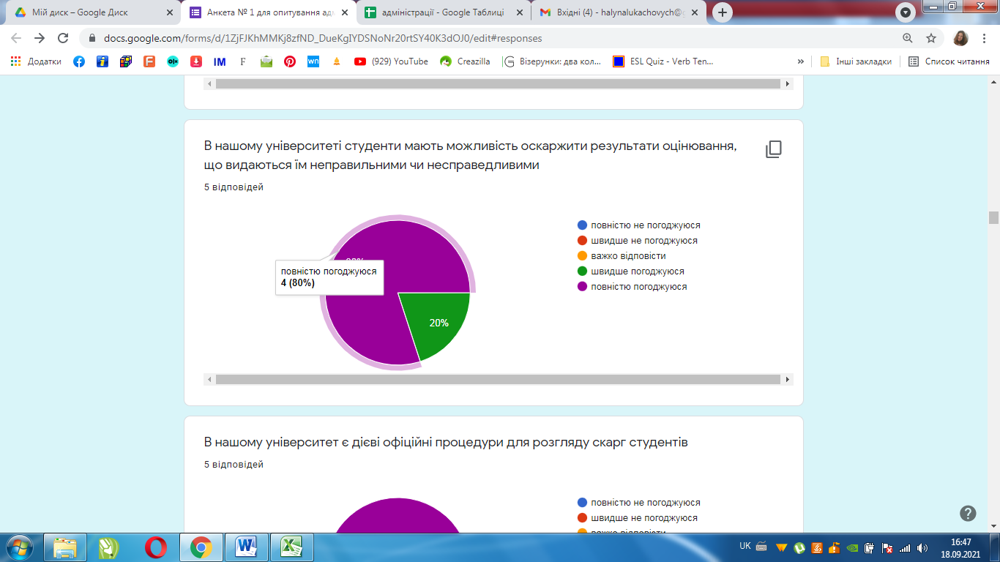 Мій диск – Google Диск
Анкета № 1 для опитування адм
адміністрації - Google Таблиці
Вхідні (4) - halynalukachovych@g
docs.google.com/forms/d/1ZjFJKhMMKj8zfND_DueKgIYDSNoNr20rtSY40K3dOJ0/edit#responses
Додатки
IM
F
wn
(929) YouTube
Creazilla
Візерунки: два кол...
ESL Quiz - Verb Ten...
»
Інші закладки
Список читання
В нашому університеті студенти мають можливість оскаржити результати оцінювання,
що видаються їм неправильними чи несправедливими
5 відповідей
повністю погоджуюся
4 (80%)
20%
повністю не погоджуюся
швидше не погоджуюся
важко відповісти
швидше погоджуюся
повністю погоджуюся
В нашому університет є дієві офіційні процедури для розгляду скарг студентів
5 відповідей
повністю не погоджуюся
швидше не погоджуюся
важко відповісти
UK
16:47
18.09.2021